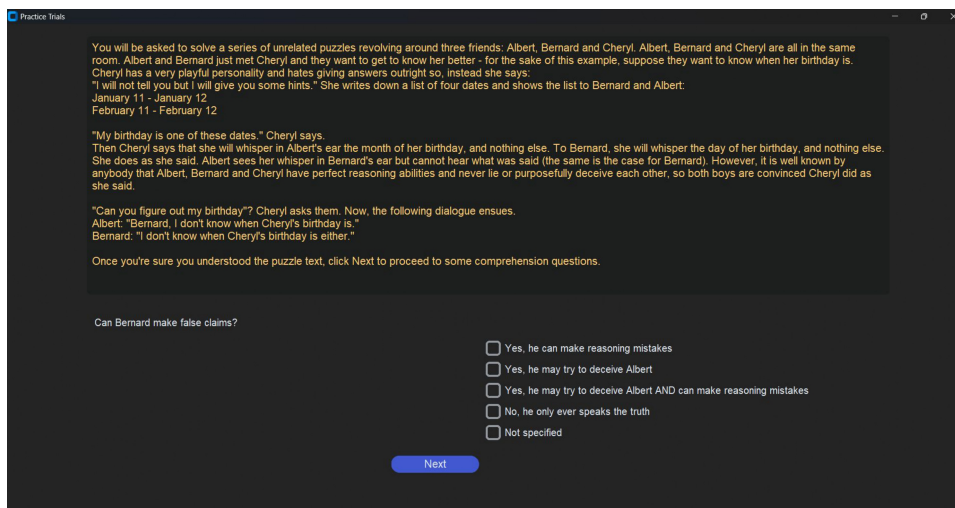 Practice Trials
You will be asked to solve a series of unrelated puzzles revolving around three friends: Albert, Bernard and Cheryl. Albert, Bernard and Cheryl are all in the same
room. Albert and Bernard just met Cheryl and they want to get to know her better - for the sake of this example, suppose they want to know when her birthday is.
Cheryl has a very playful personality and hates giving answers outright so, instead she says:
"I will not tell you but I will give you some hints." She writes down a list of four dates and shows the list to Bernard and Albert:
January 11 - January 12
February 11 - February 12
"My birthday is one of these dates." Cheryl says.
Then Cheryl says that she will whisper in Albert's ear the month of her birthday, and nothing else. To Bernard, she will whisper the day of her birthday, and nothing else.
She does as she said. Albert sees her whisper in Bernard's ear but cannot hear what was said (the same is the case for Bernard). However, it is well known by
anybody that Albert, Bernard and Cheryl have perfect reasoning abilities and never lie or purposefully deceive each other, so both boys are convinced Cheryl did as
she said.
"Can you figure out my birthday"? Cheryl asks them. Now, the following dialogue ensues.
Albert: "Bernard, I don't know when Cheryl's birthday is."
Bernard: "I don't know when Cheryl's birthday is either."
Once you're sure you understood the puzzle text, click Next to proceed to some comprehension questions.
Can Bernard make false claims?
Yes, he can make reasoning mistakes
Yes, he may try to deceive Albert
Yes, he may try to deceive Albert AND can make reasoning mistakes
No, he only ever speaks the truth
Not specified
Next